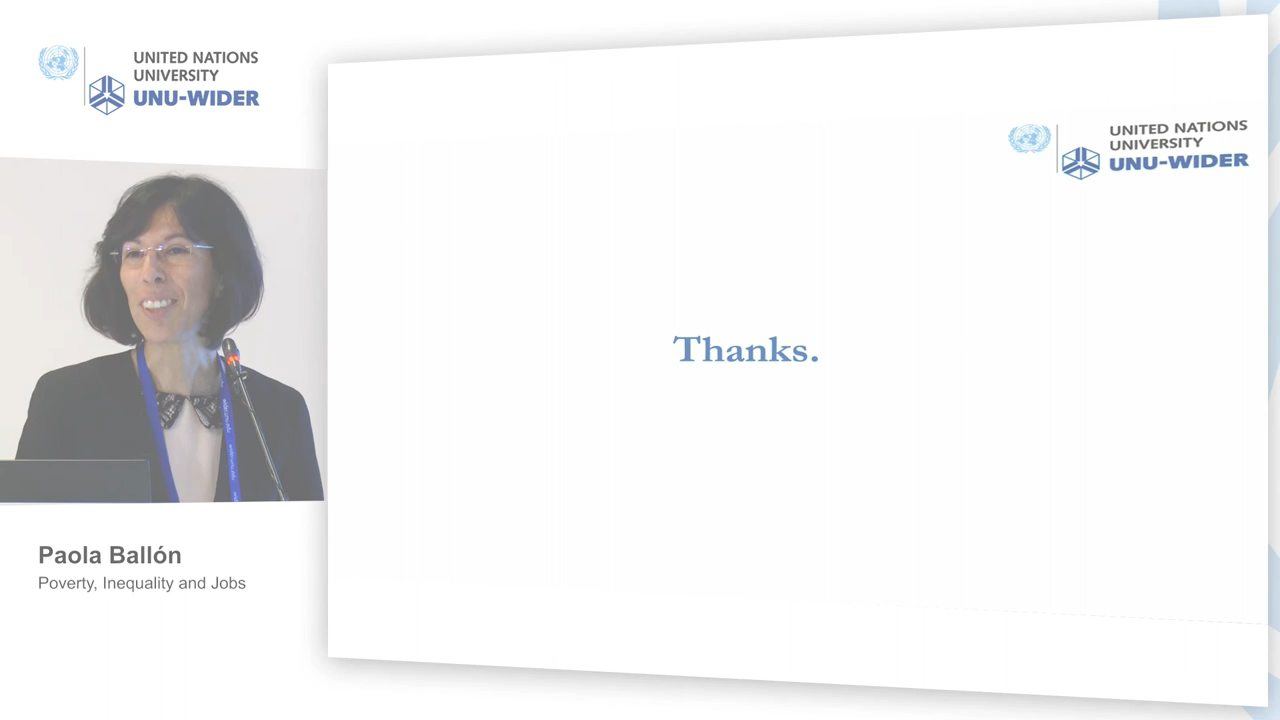 UNITED NATIONS
UNIVERSITY
UNU-WIDER
Paola Ballón
Poverty, Inequality and Jobs
UNITED NATIONS
UNIVERSITY
UNU-WIDER
Thanks.